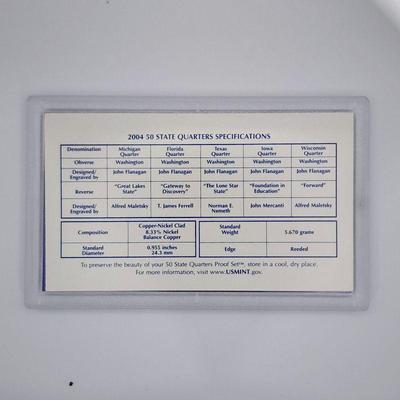 2004 50 STATE QUARTERS SPECIFICATIONS
Denomination Michigan Quarter Florida Quarter Texas Quarter Iowa Quarter Wisconsin Quarter
Obverse Washington Washington Washington Washington Washington
Designed/ Engraved by John Flanagan John Flanagan John Flanagan John Flanagan John Flanagan
Reverse "Great Lakes State" "Gateway to Discovery" "The Lone Star State" "Foundation in Education" "Forward"
Designed/ Engraved by Alfred Maletsky T. James Ferrell Norman E. Nemeth John Mercanti Alfred Maletsky
Composition Copper-Nickel Clad 8.33% Nickel Balance Copper Standard Weight 5.670 grams
Standard Diameter 0.955 inches 24.3 mm Edge Reeded
To preserve the beauty of your 50 State Quarters Proof Set™, store in a cool, dry place.
For more information, visit www.USMINT.gov.